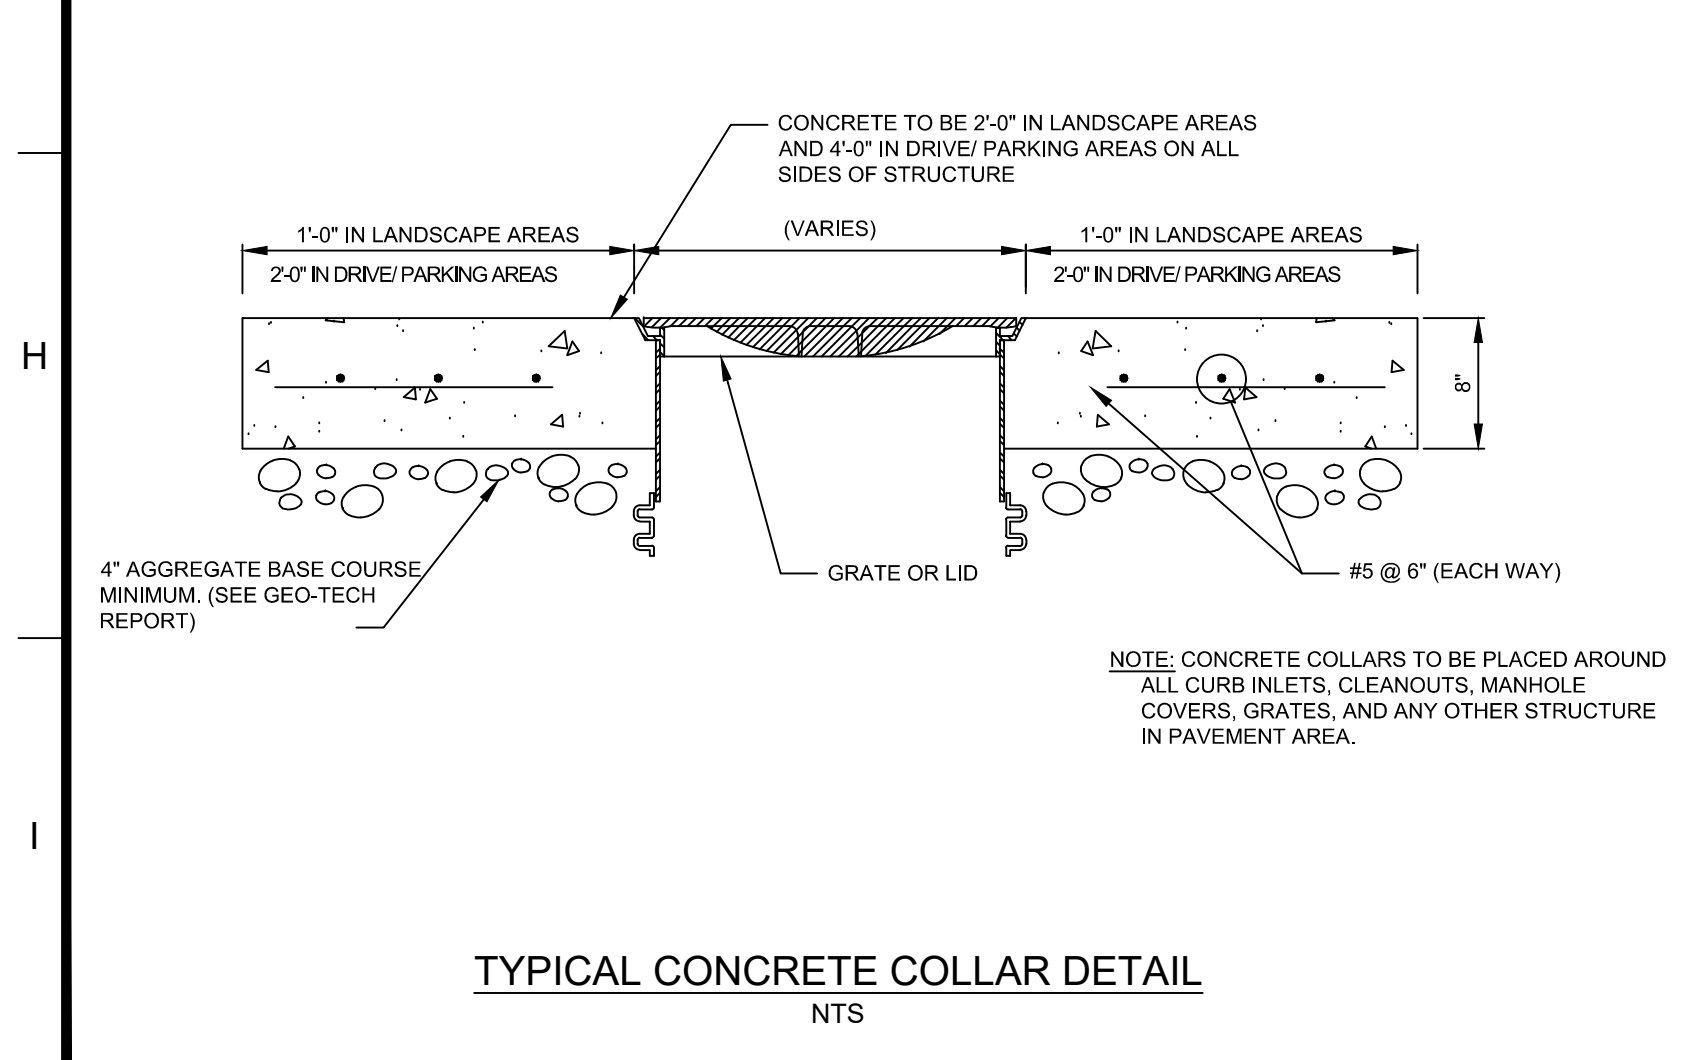 CONCRETE TO BE 2'-0" IN LANDSCAPE AREAS
AND 4'-0" IN DRIVE/ PARKING AREAS ON ALL
SIDES OF STRUCTURE
(VARIES)
1'-0" IN LANDSCAPE AREAS
2'-0" IN DRIVE/ PARKING AREAS
1'-0" IN LANDSCAPE AREAS
2'-0" IN DRIVE/ PARKING AREAS
H
8"
4" AGGREGATE BASE COURSE
MINIMUM. (SEE GEO-TECH
REPORT)
GRATE OR LID
#5 @ 6" (EACH WAY)
NOTE: CONCRETE COLLARS TO BE PLACED AROUND
ALL CURB INLETS, CLEANOUTS, MANHOLE
COVERS, GRATES, AND ANY OTHER STRUCTURE
IN PAVEMENT AREA.
I
TYPICAL CONCRETE COLLAR DETAIL
NTS